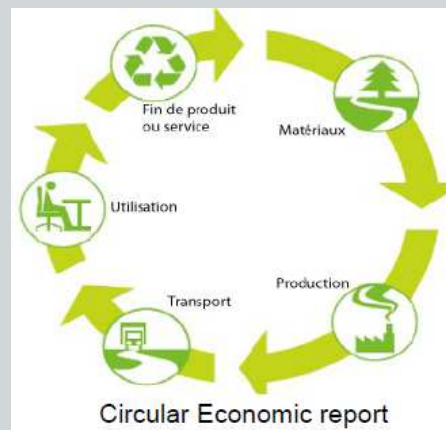 Fin de produit
ou service
Matériaux
Utilisation
Production
Transport
Circular Economic report